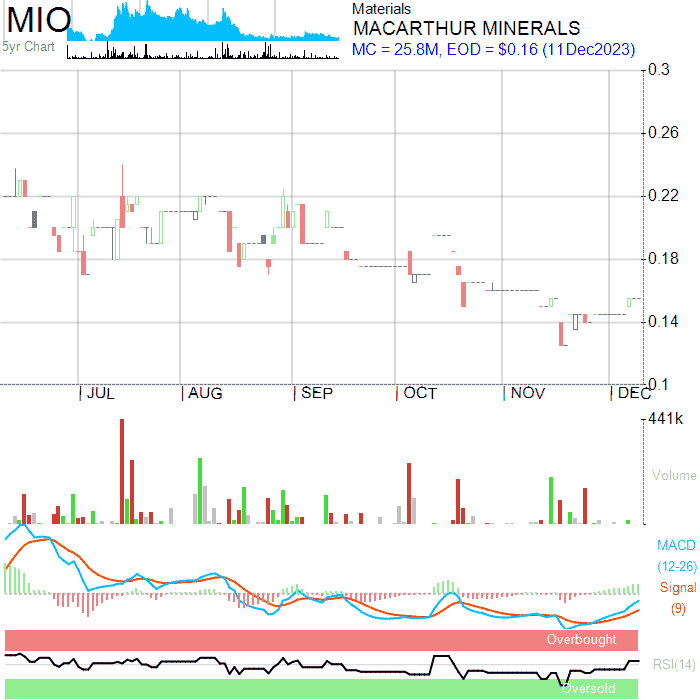 MIO
5yr Chart
Materials
MACARTHUR MINERALS
MC = 25.8M, EOD = $0.16 (11Dec2023)
0.3
0.26
0.22
0.18
0.14
0.1
JUL AUG SEP OCT NOV DEC
441k
Volume
MACD
(12-26)
Signal
(9)
Overbought
RSI(14)
Oversold